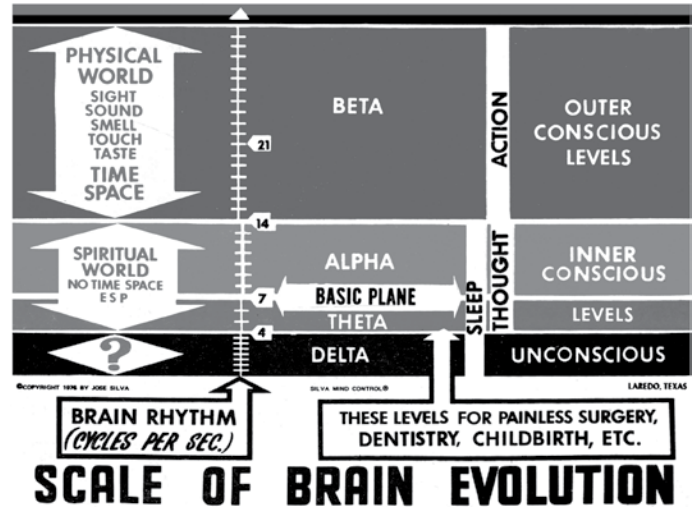 PHYSICAL
WORLD
SIGHT
SOUND
SMELL
TOUCH
TASTE
TIME
SPACE
BETA
21
ACTION
OUTER
CONSCIOUS
LEVELS
14
SPIRITUAL
WORLD
NO TIME SPACE
E S P
ALPHA
7
BASIC PLANE
THETA
4
SLEEP
THOUGHT
INNER
CONSCIOUS
LEVELS
?
DELTA
UNCONSCIOUS
©COPYRIGHT 1976 BY JOSE SILVA
SILVA MIND CONTROL®
LAREDO, TEXAS
BRAIN RHYTHM
(CYCLES PER SEC.)
THESE LEVELS FOR PAINLESS SURGERY,
DENTISTRY, CHILDBIRTH, ETC.
SCALE OF BRAIN EVOLUTION